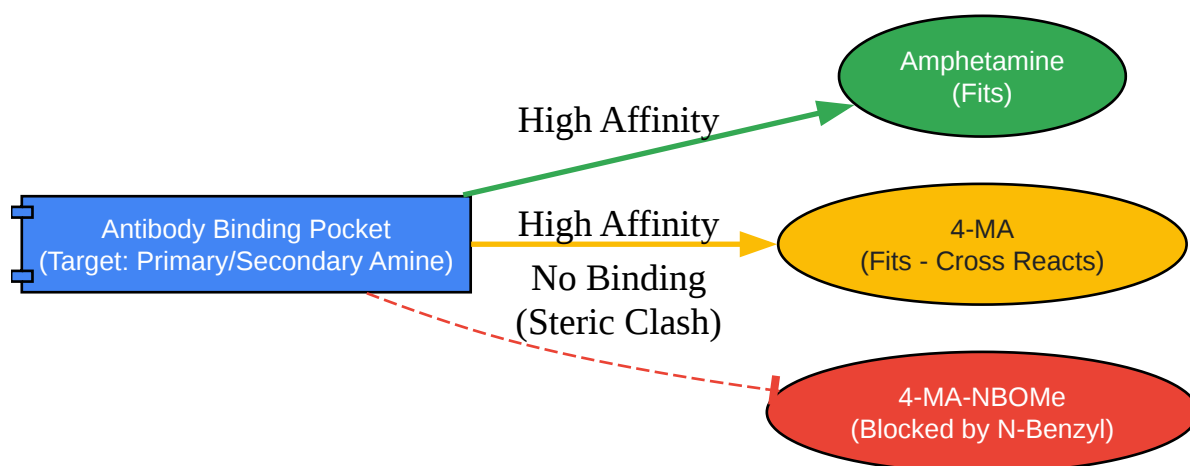 Amphetamine
(Fits)
High Affinity
Antibody Binding Pocket
(Target: Primary/Secondary Amine)
High Affinity
4-MA
(Fits - Cross Reacts)
No Binding
(Steric Clash)
4-MA-NBOMe
(Blocked by N-Benzyl)